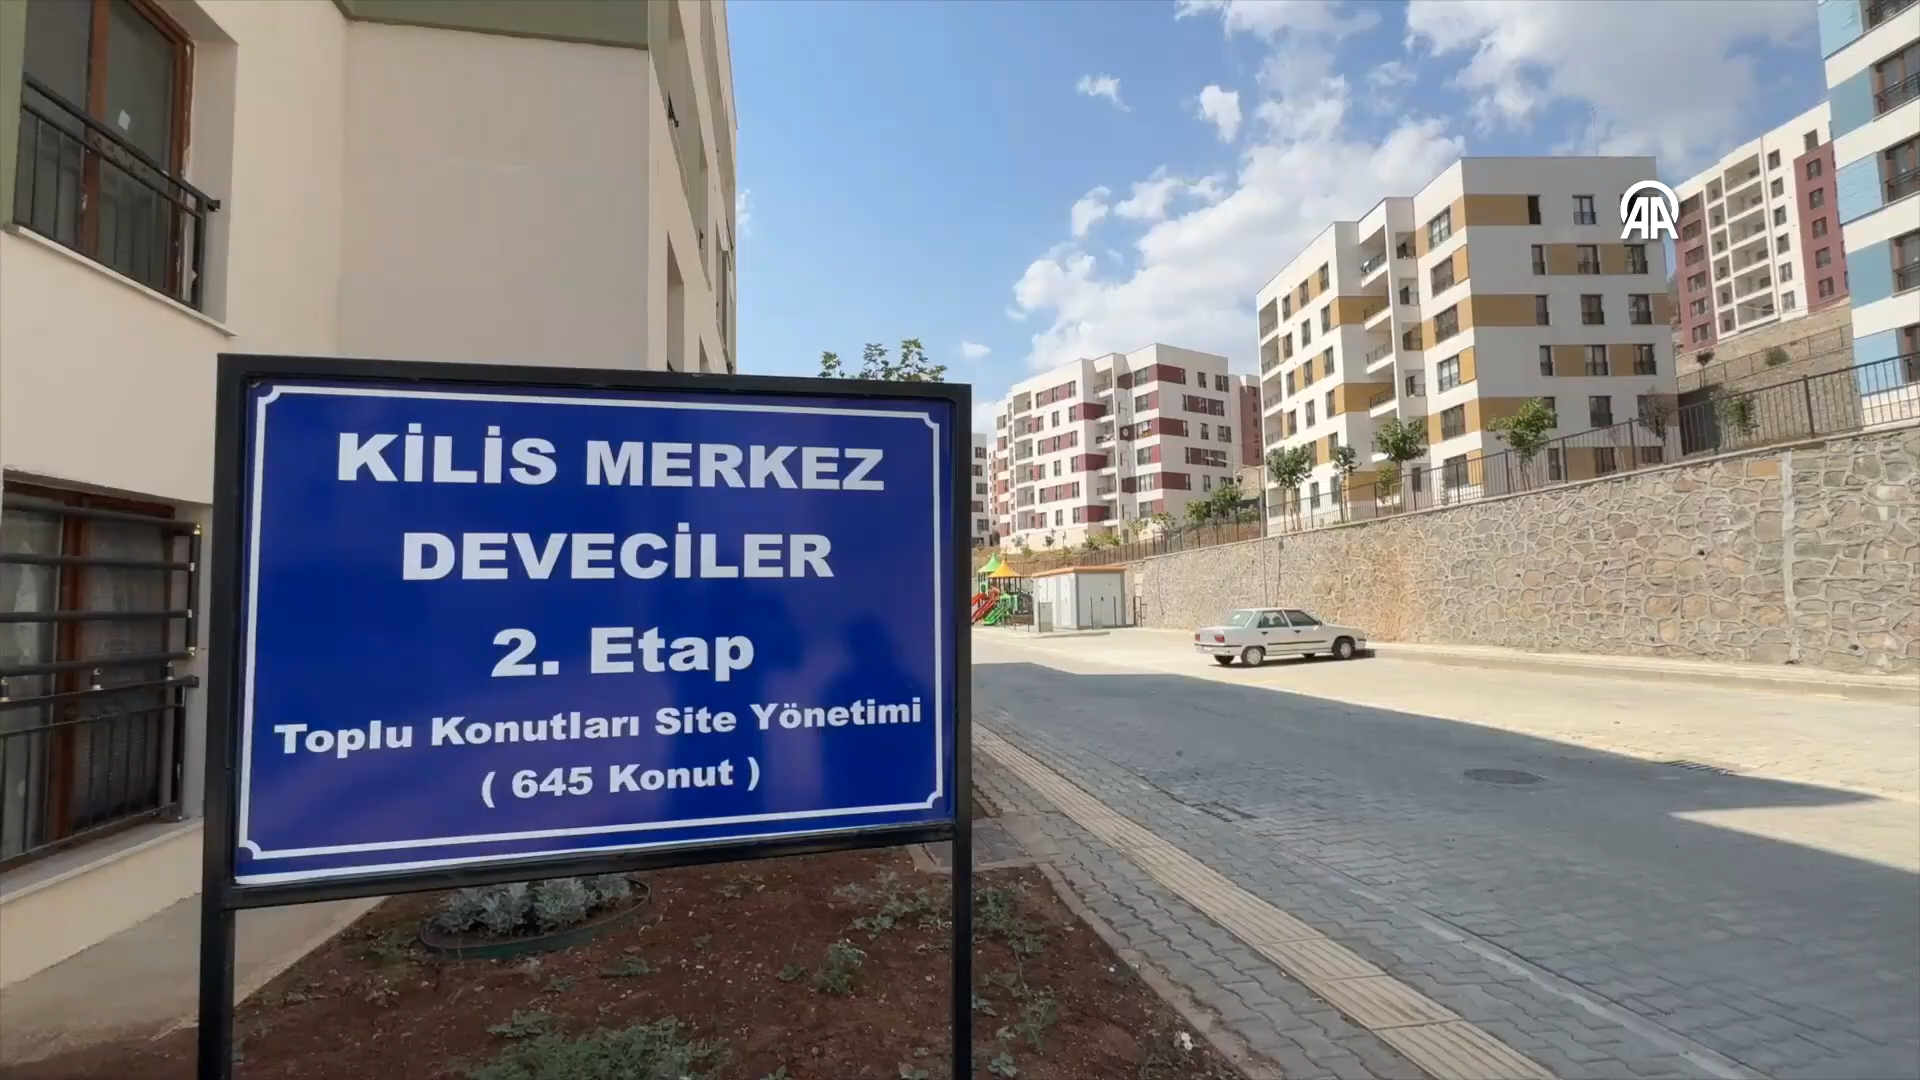 KİLİS MERKEZ
DEVECİLER
2. Etap
Toplu Konutları Site Yönetimi
( 645 Konut )
AA